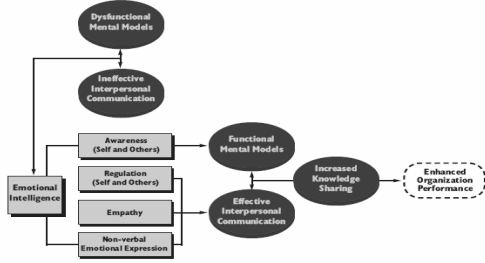 Dysfunctional
Mental Models
Ineffective
Interpersonal
Communication
Awareness
(Self and Others)
Functional
Mental Models
Regulation
(Self and Others)
Increased
Knowledge
Sharing
Enhanced
Organization
Performance
Emotional
Intelligence
Empathy
Effective
Interpersonal
Communication
Non-verbal
Emotional Expression